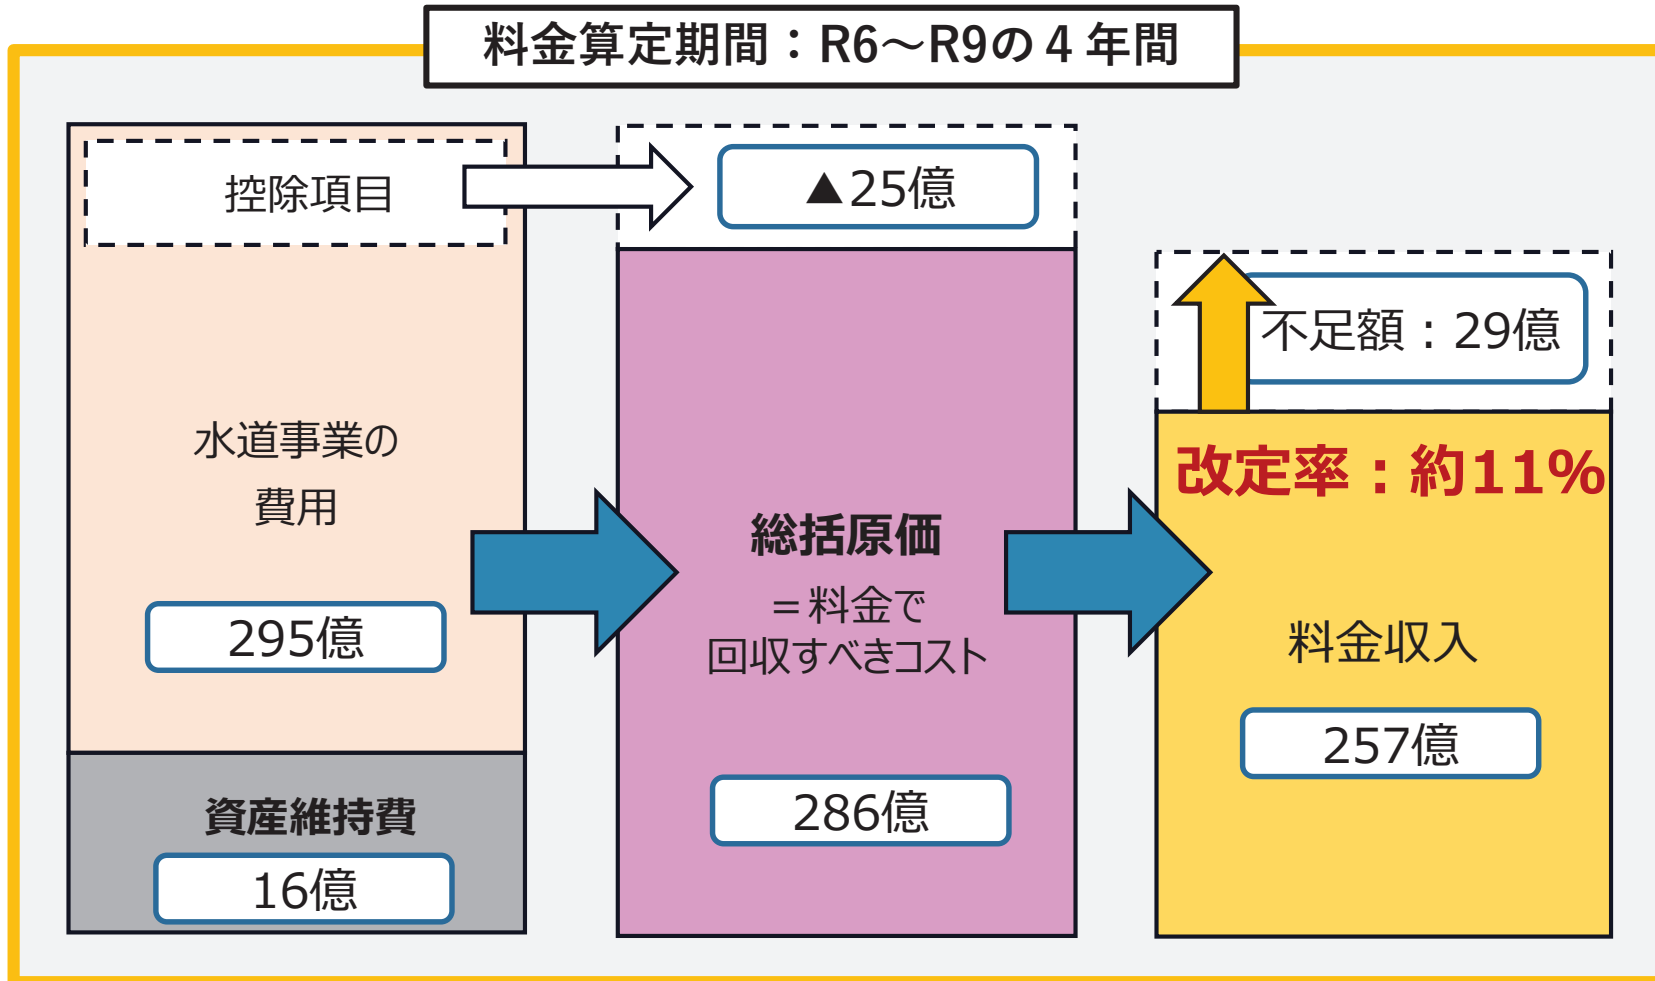 料金算定期間：R6～R9の４年間
控除項目
▲25億
不足額：29億
水道事業の
費用
改定率：約11%
総括原価
＝料金で
回収すべきコスト
295億
料金収入
257億
資産維持費
286億
16億